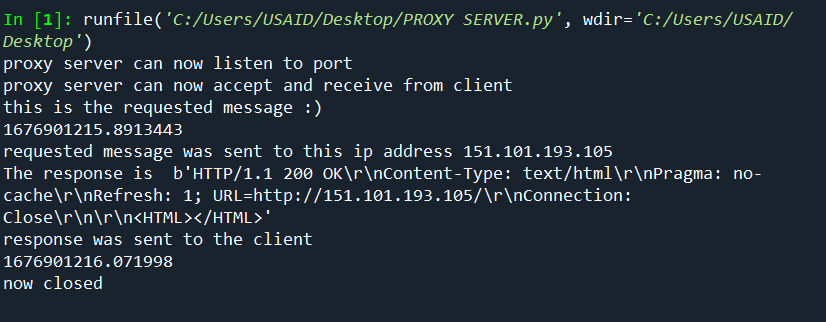 In [1]: runfile('C:/Users/USAID/Desktop/PROXY SERVER.py', wdir='C:/Users/USAID/
Desktop')
proxy server can now listen to port
proxy server can now accept and receive from client
this is the requested message :)
1676901215.8913443
requested message was sent to this ip address 151.101.193.105
The response is  b'HTTP/1.1 200 OK\r\nContent-Type: text/html\r\nPragma: no-
cache\r\nRefresh: 1; URL=http://151.101.193.105/\r\nConnection:
Close\r\n\r\n<HTML></HTML>'
response was sent to the client
1676901216.071998
now closed